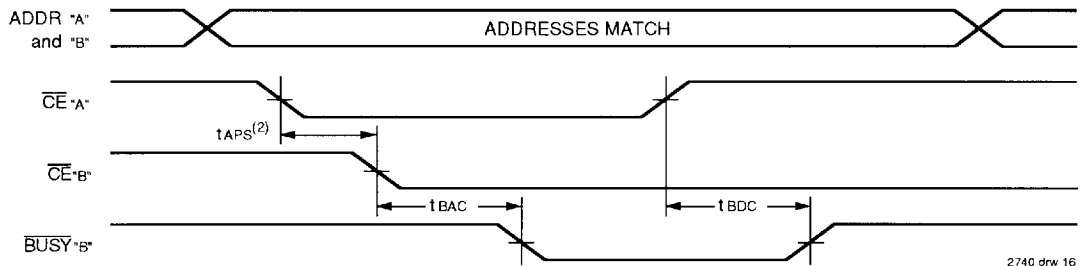 ADDR "A"
and "B"
ADDRESSES MATCH
CE "A"
tAPS(2)
CE "B"
tBAC
tBDC
BUSY "B"
2740 drw 16